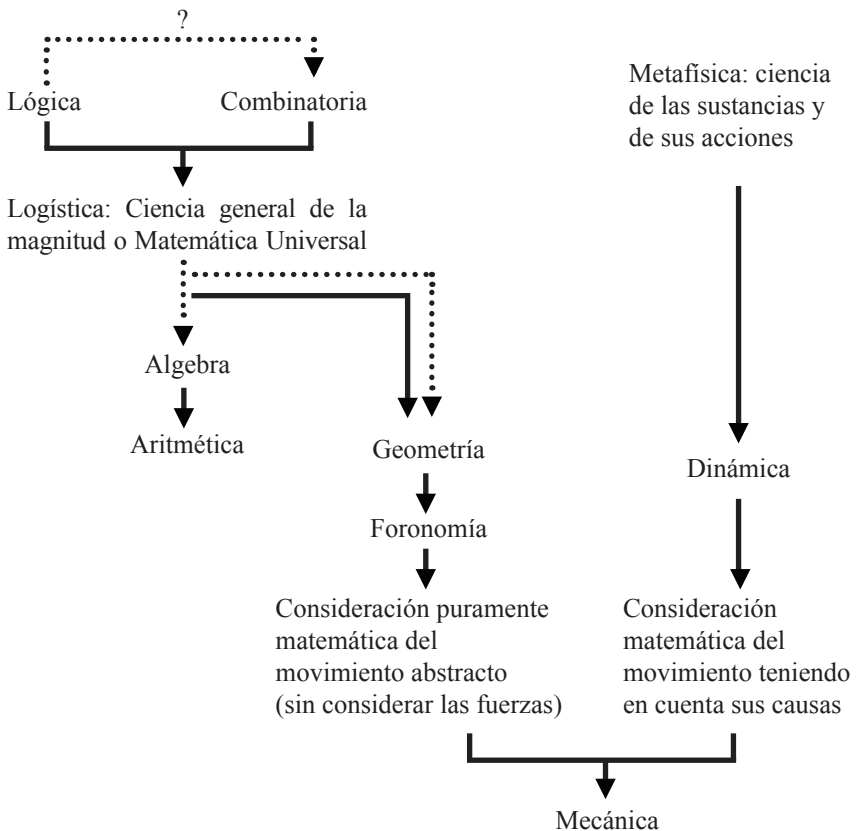 ?
Lógica
Combinatoria
Metafísica: ciencia
de las sustancias y
de sus acciones
Logística: Ciencia general de la
magnitud o Matemática Universal
Algebra
Aritmética
Geometría
Dinámica
Foronomía
Consideración puramente
matemática del
movimiento abstracto
(sin considerar las fuerzas)
Consideración
matemática del
movimiento teniendo
en cuenta sus causas
Mecánica